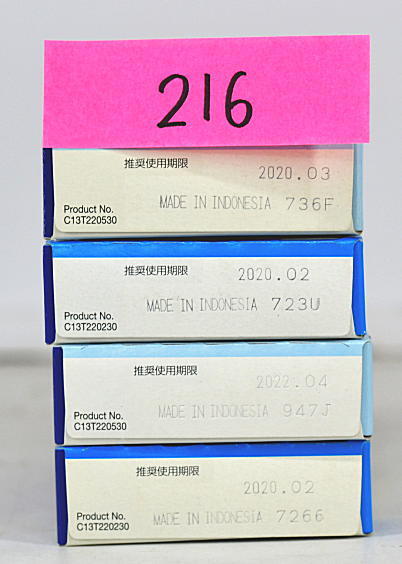 216
推奨使用期限 2020.03
Product No. MADE IN INDONESIA 736F
C13T220530
推奨使用期限 2020.02
Product No. MADE IN INDONESIA 723U
C13T220230
推奨使用期限 2022.04
Product No. MADE IN INDONESIA 947J
C13T220530
推奨使用期限 2020.02
Product No. MADE IN INDONESIA 7266
C13T220230